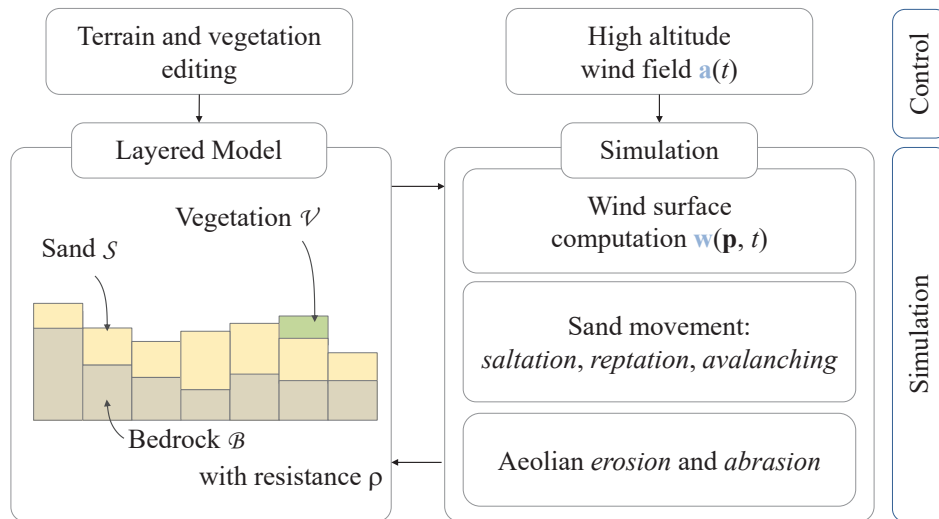 Terrain and vegetation
editing
High altitude
wind field a(t)
Control
Layered Model
Simulation
Vegetation 𝒱
Sand 𝒮
Bedrock ℬ
with resistance ρ
Wind surface
computation w(p, t)
Sand movement:
saltation, reptation, avalanching
Aeolian erosion and abrasion
Simulation